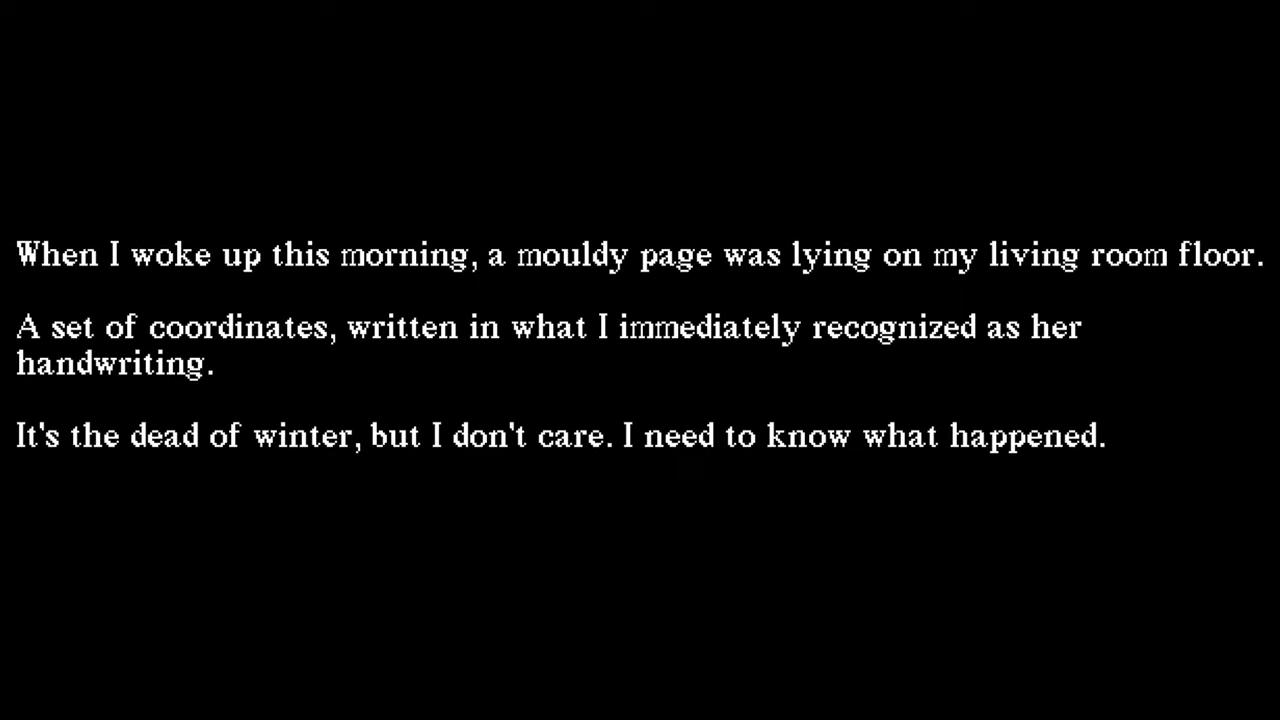 When I woke up this morning, a mouldy page was lying on my living room floor.
A set of coordinates, written in what I immediately recognized as her
handwriting.
It's the dead of winter, but I don't care. I need to know what happened.